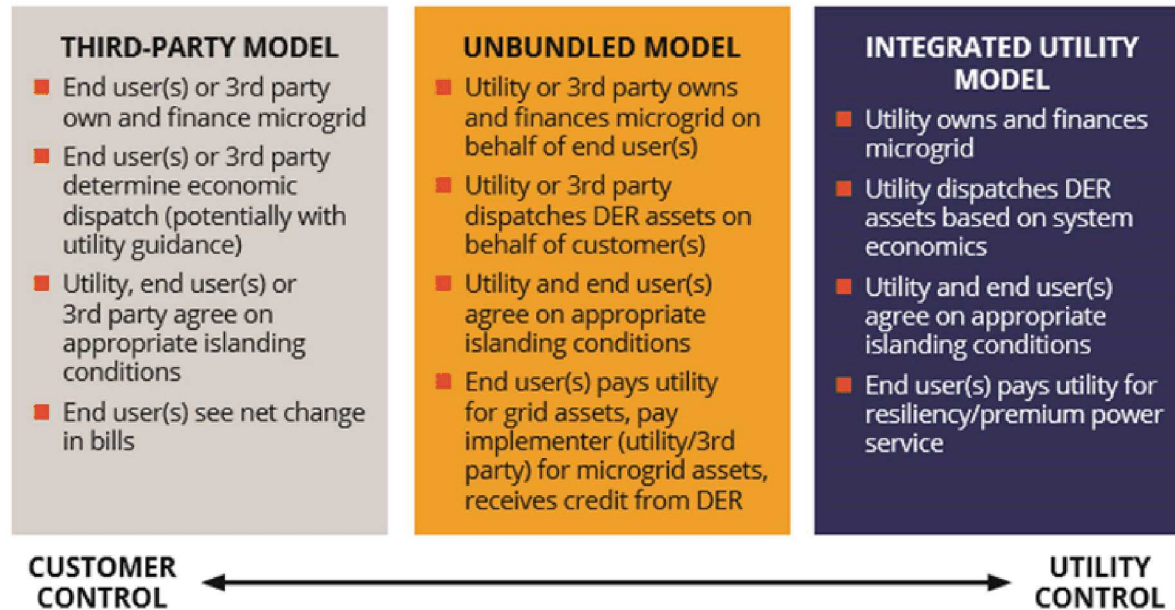 THIRD-PARTY MODEL
End user(s) or 3rd party
own and finance microgrid
End user(s) or 3rd party
determine economic
dispatch (potentially with
utility guidance)
Utility, end user(s) or
3rd party agree on
appropriate islanding
conditions
End user(s) see net change
in bills
UNBUNDLED MODEL
Utility or 3rd party owns
and finances microgrid on
behalf of end user(s)
Utility or 3rd party
dispatches DER assets on
behalf of customer(s)
Utility and end user(s)
agree on appropriate
islanding conditions
End user(s) pays utility
for grid assets, pay
implementer (utility/3rd
party) for microgrid assets,
receives credit from DER
INTEGRATED UTILITY
MODEL
Utility owns and finances
microgrid
Utility dispatches DER
assets based on system
economics
Utility and end user(s)
agree on appropriate
islanding conditions
End user(s) pays utility for
resiliency/premium power
service
CUSTOMER
CONTROL
UTILITY
CONTROL